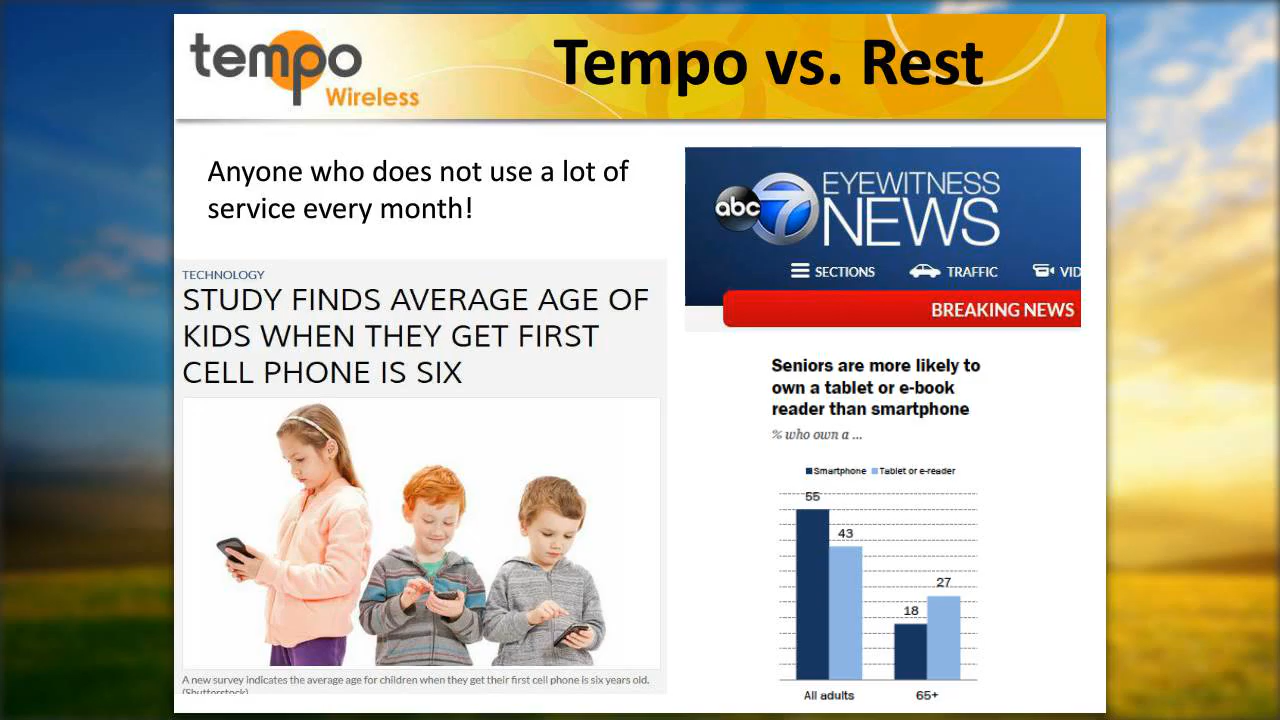 tempo
Wireless
Tempo vs. Rest
Anyone who does not use a lot of
service every month!
TECHNOLOGY
STUDY FINDS AVERAGE AGE OF
KIDS WHEN THEY GET FIRST
CELL PHONE IS SIX
A new survey indicates the average age for children when they get their first cell phone is six years old.
(Shutterstock)
abc 7 EYEWITNESS
NEWS
SECTIONS TRAFFIC VID
BREAKING NEWS
Seniors are more likely to
own a tablet or e-book
reader than smartphone
% who own a ...
Smartphone Tablet or e-reader
55
43
27
18
All adults 65+